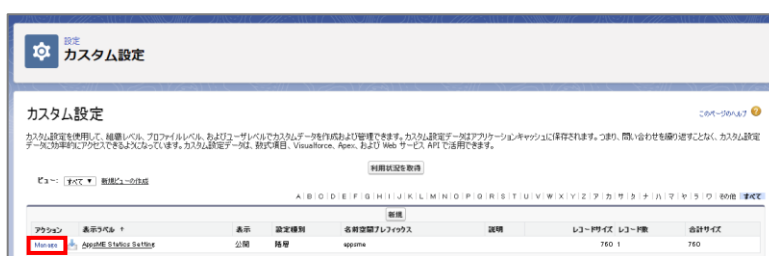 設定
カスタム設定
カスタム設定
このページのヘルプ
カスタム設定を使用して、組織レベル、プロファイルレベル、およびユーザレベルでカスタムデータを作成および管理できます。カスタム設定データはアプリケーションキャッシュに保存されます。つまり、問い合わせを繰り返すことなく、カスタム設定
データに効率的にアクセスできるようになっています。カスタム設定データは、数式項目、Visualforce、Apex、および Web サービス API で活用できます。
利用状況を取得
ビュー: すべて ▼ 新規ビューの作成
A | B | C | D | E | F | G | H | I | J | K | L | M | N | O | P | Q | R | S | T | U | V | W | X | Y | Z | ア | カ | サ | タ | ナ | ハ | マ | ヤ | ラ | ワ | その他 | すべて
新規
アクション 表示ラベル ↑ 表示 設定種別 名前空間プレフィックス 説明 レコードサイズ レコード数 合計サイズ
Manage AppsME Statics Setting 公開 階層 appsme 760 1 760